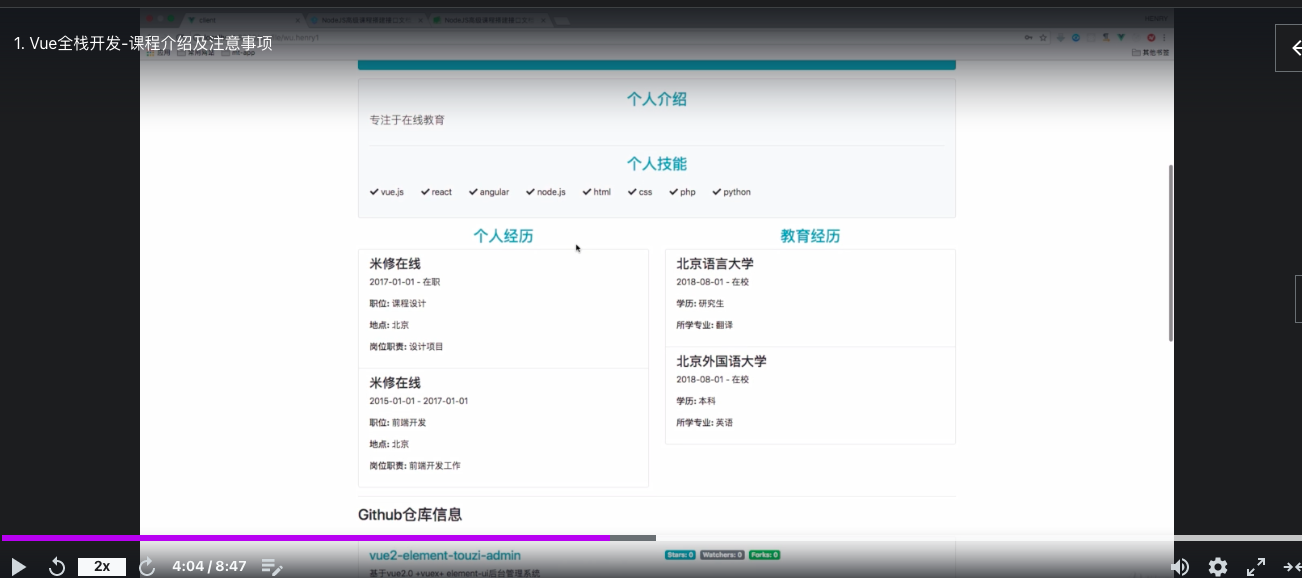 client
1. Vue全栈开发-课程介绍及注意事项
其他书签
个人介绍
专注于在线教育
个人技能
✓ vue.js ✓ react ✓ angular ✓ node.js ✓ html ✓ css ✓ php ✓ python
个人经历
米修在线
2017-01-01 - 在职
职位: 课程设计
地点: 北京
岗位职责: 设计项目
米修在线
2015-01-01 - 2017-01-01
职位: 前端开发
地点: 北京
岗位职责: 前端开发工作
教育经历
北京语言大学
2018-08-01 - 在校
学历: 研究生
所学专业: 翻译
北京外国语大学
2018-08-01 - 在校
学历: 本科
所学专业: 英语
Github仓库信息
vue2-element-touzi-admin
Stars: 0 Watchers: 0 Forks: 0
基于vue2.0 +vuex+ element-ui后台管理系统
2x
4:04 / 8:47